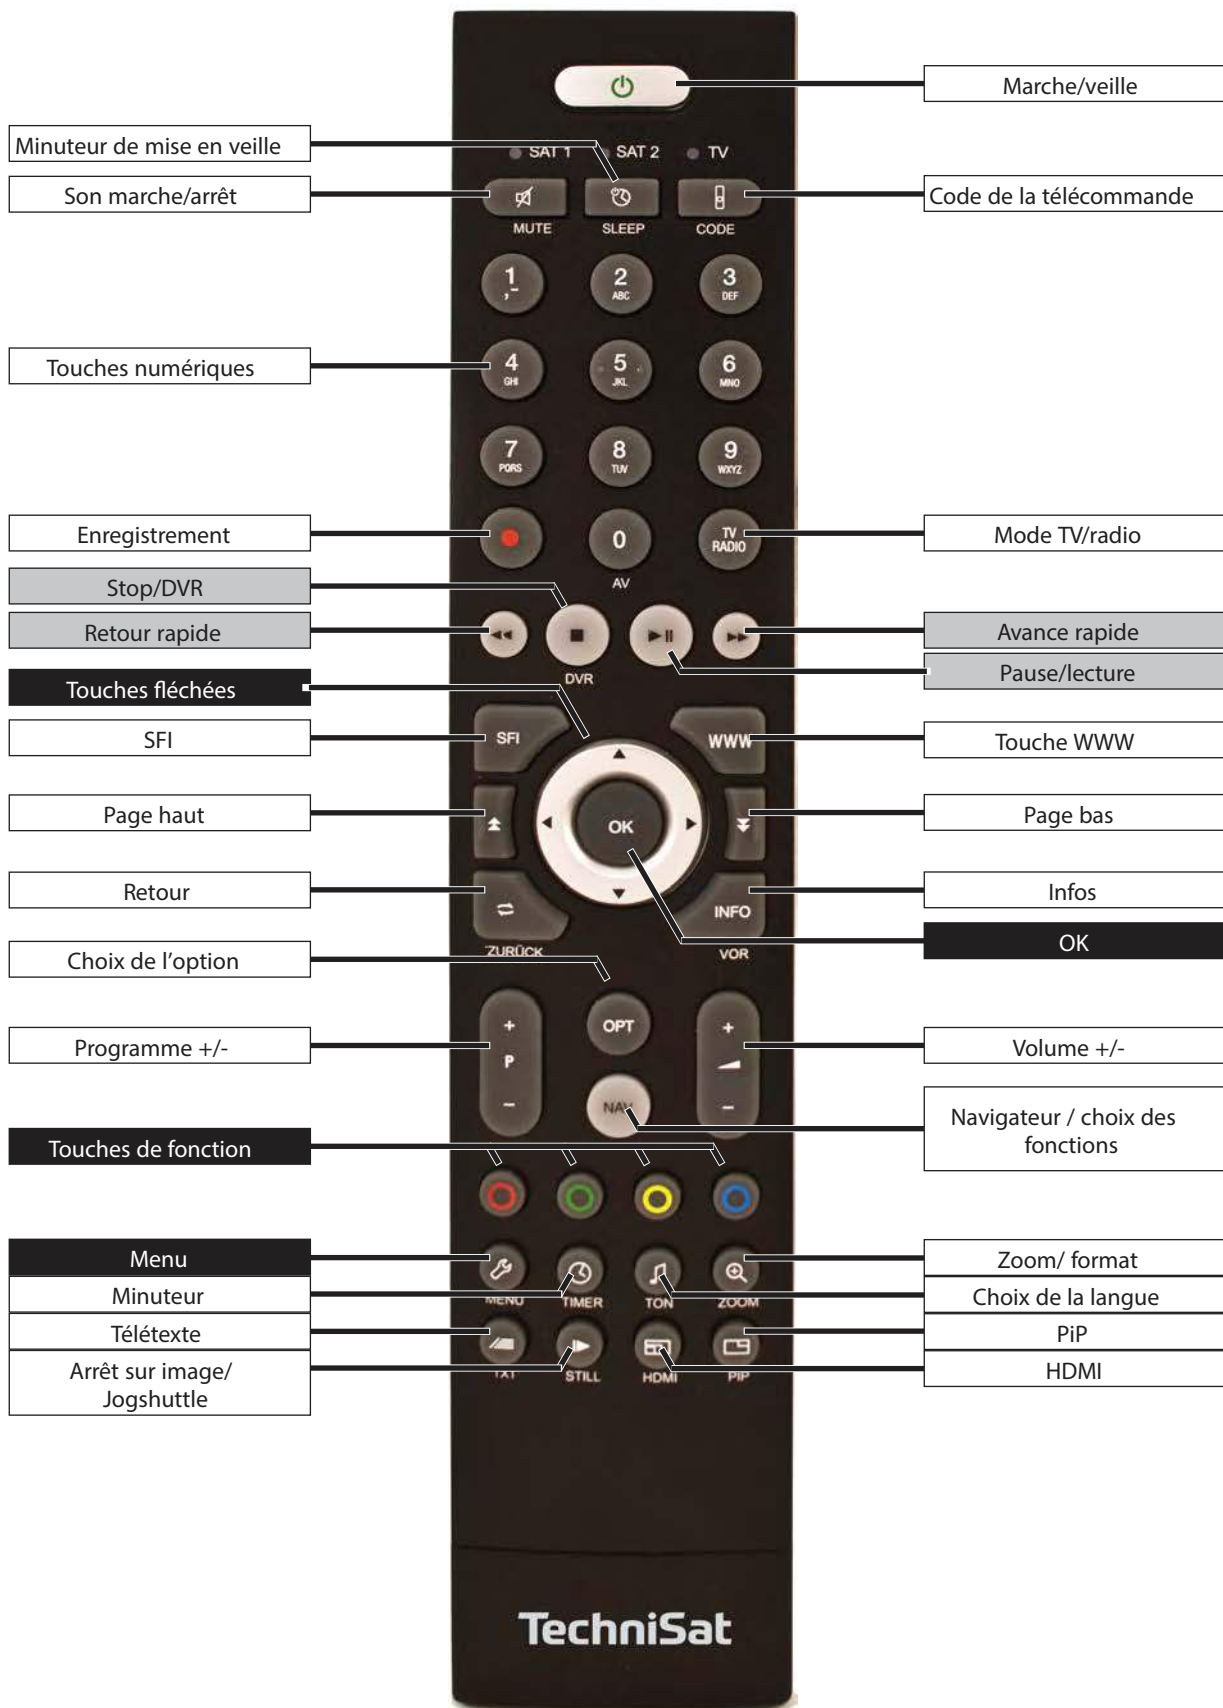 Marche/veille
Minuteur de mise en veille
SAT 1 SAT 2 TV
Son marche/arrêt
Code de la télécommande
MUTE SLEEP CODE
1 2 3
,- ABC DEF
Touches numériques
4 5 6
GHI JKL MNO
7 8 9
PQRS TUV WXYZ
Enregistrement
0
TV
RADIO
Mode TV/radio
AV
Stop/DVR
Retour rapide
Avance rapide
Pause/lecture
DVR
Touches fléchées
SFI
SFI
WWW
Touche WWW
Page haut
OK
Page bas
Retour
INFO
Infos
ZURÜCK
VOR
OK
Choix de l'option
OPT
Programme +/-
+
P
-
+
-
Volume +/-
NAV
Navigateur / choix des
fonctions
Touches de fonction
Menu
Zoom/ format
MENU TIMER TON ZOOM
Minuteur
Choix de la langue
Télétexte
PiP
Arrêt sur image/
Jogshuttle
HDMI
TXT STILL HDMI PIP
TechniSat